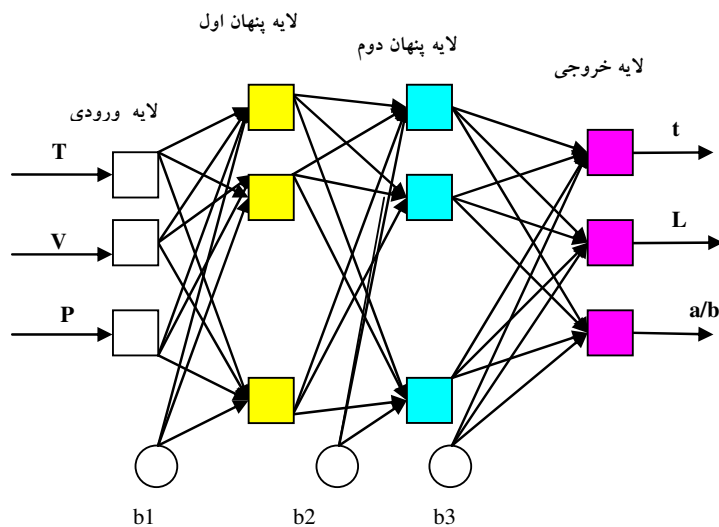 لایه پنهان اول
لایه پنهان دوم
لایه خروجی
لایه ورودی
T
V
P
t
L
a/b
b1
b2
b3